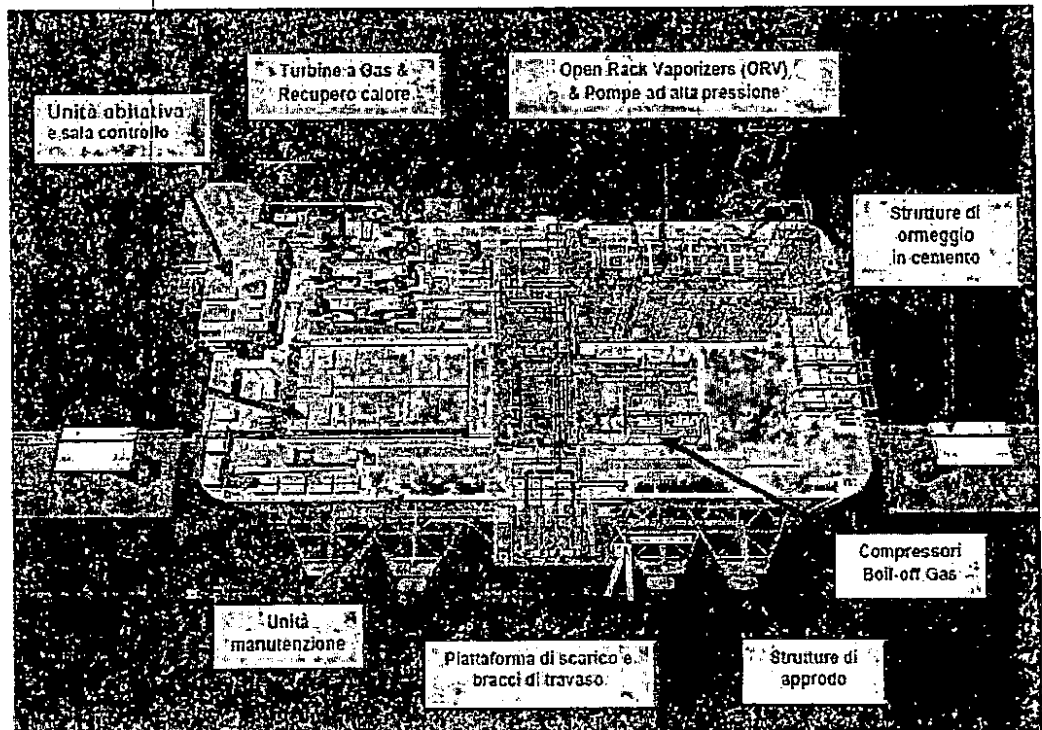 Turbine a Gas &
Recupero calore
Open Rack Vaporizers (ORV)
& Pompe ad alta pressione
Unità abitativa
e sala controllo
Strutture di
ormeggio
in cemento
Compressori
Boil-off Gas
Unità
manutenzione
Piattaforma di scarico e
bracci di travaso
Strutture di
approdo